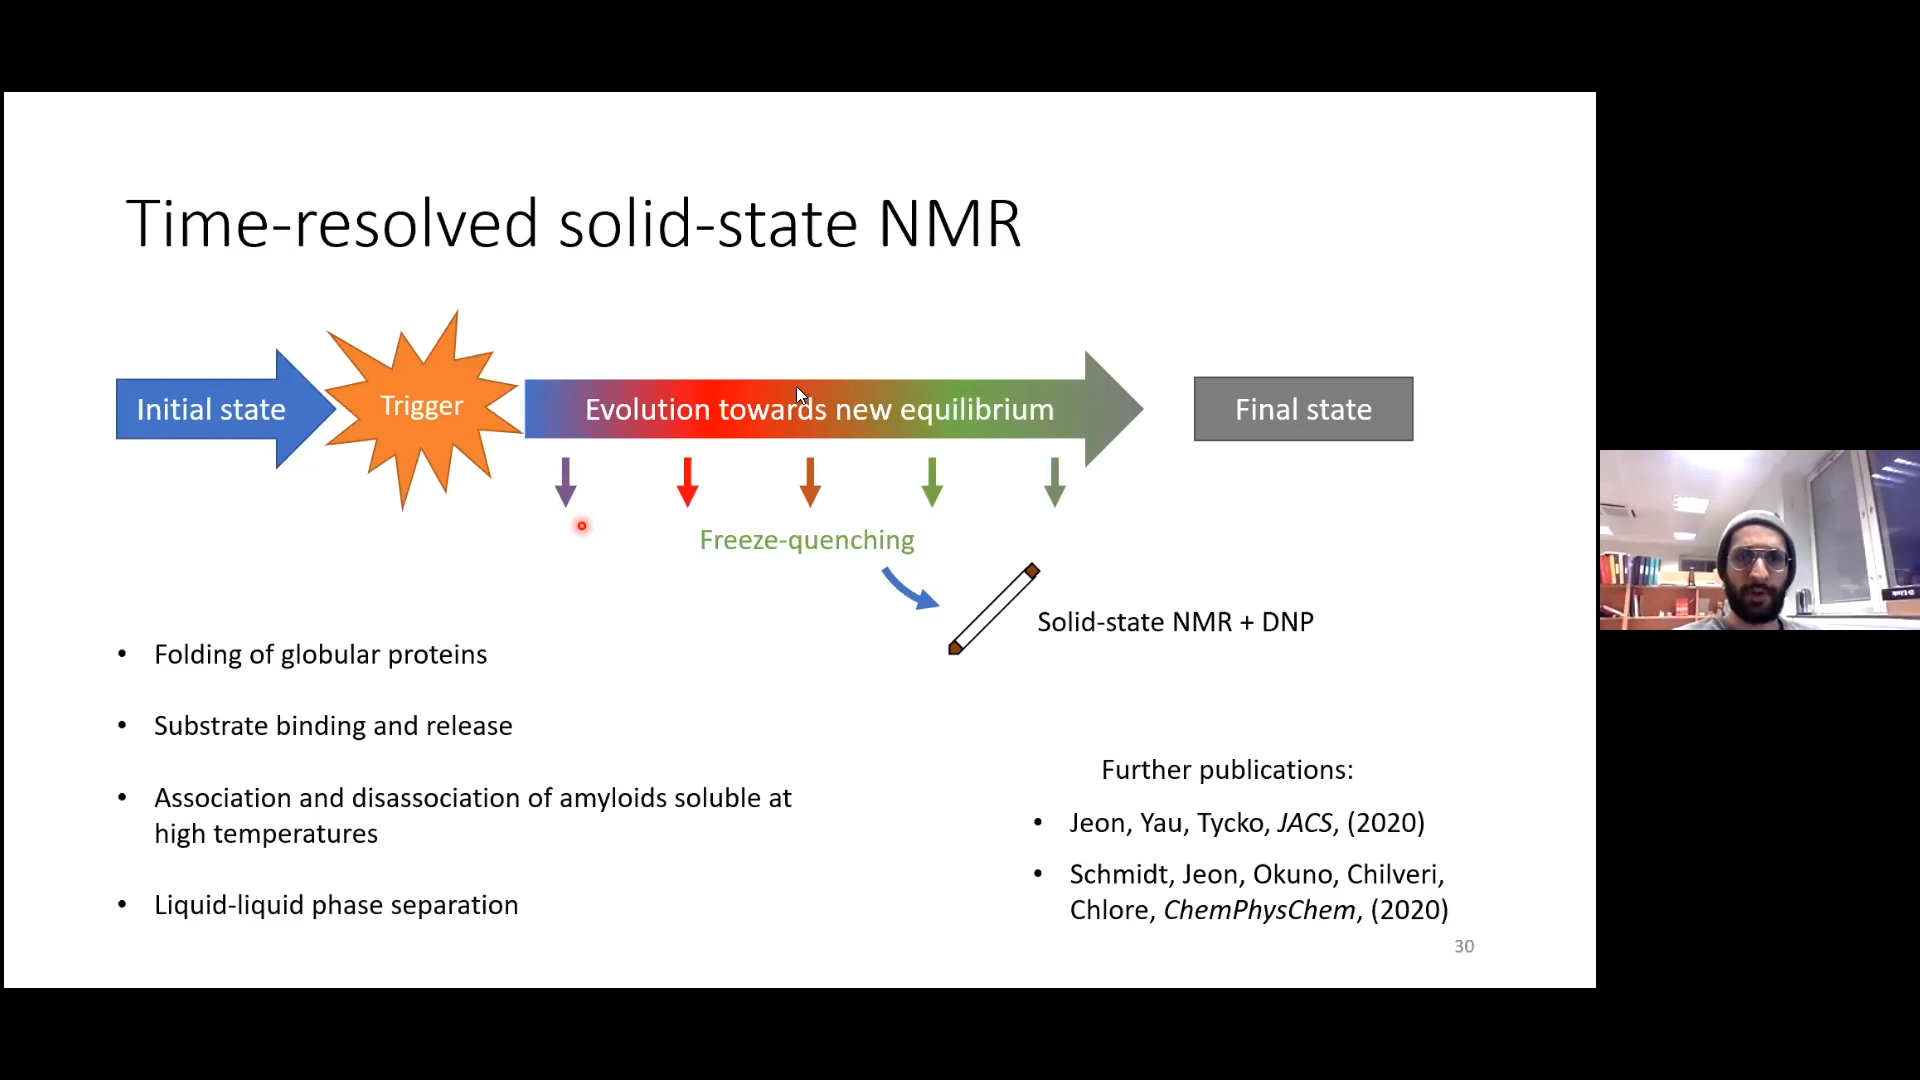 Time-resolved solid-state NMR
Initial state
Trigger
Evolution towards new equilibrium
Final state
Freeze-quenching
Solid-state NMR + DNP
• Folding of globular proteins
• Substrate binding and release
• Association and disassociation of amyloids soluble at
high temperatures
• Liquid-liquid phase separation
Further publications:
• Jeon, Yau, Tycko, JACS, (2020)
• Schmidt, Jeon, Okuno, Chilveri,
Chlore, ChemPhysChem, (2020)
30